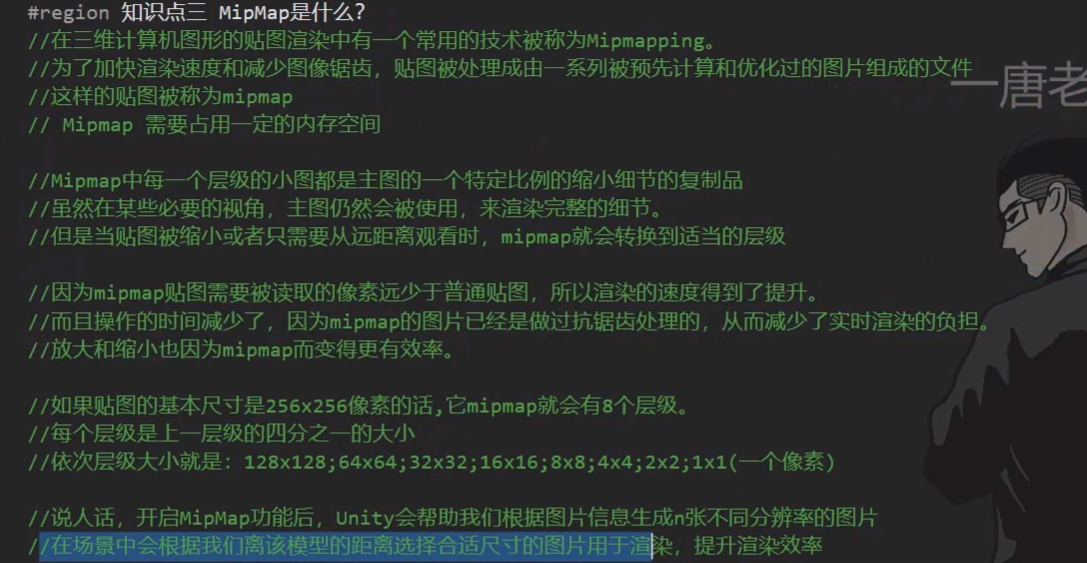 #region 知识点三 MipMap是什么?
//在三维计算机图形的贴图渲染中有一个常用的技术被称为Mipmapping。
//为了加快渲染速度和减少图像锯齿，贴图被处理成由一系列被预先计算和优化过的图片组成的文件
//这样的贴图被称为mipmap
一唐老
// Mipmap 需要占用一定的内存空间
//Mipmap中每一个层级的小图都是主图的一个特定比例的缩小细节的复制品
//虽然在某些必要的视角，主图仍然会被使用，来渲染完整的细节。
//但是当贴图被缩小或者只需要从远距离观看时，mipmap就会转换到适当的层级
//因为mipmap贴图需要被读取的像素远少于普通贴图，所以渲染的速度得到了提升。
//而且操作的时间减少了，因为mipmap的图片已经是做过抗锯齿处理的，从而减少了实时渲染的负担。
//放大和缩小也因为mipmap而变得更有效率。
//如果贴图的基本尺寸是256x256像素的话,它mipmap就会有8个层级。
//每个层级是上一层级的四分之一的大小
//依次层级大小就是：128x128;64x64;32x32;16x16;8x8;4x4;2x2;1x1(一个像素)
//说人话，开启MipMap功能后，Unity会帮助我们根据图片信息生成n张不同分辨率的图片
//在场景中会根据我们离该模型的距离选择合适尺寸的图片用于渲染，提升渲染效率